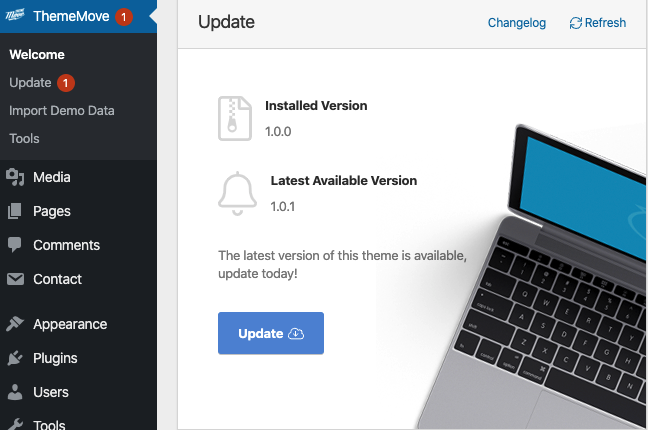 ThemeMove 1
Welcome
Update 1
Import Demo Data
Tools
Media
Pages
Comments
Contact
Appearance
Plugins
Users
Tools
Update
Changelog
Refresh
Installed Version
1.0.0
Latest Available Version
1.0.1
The latest version of this theme is available,
update today!
Update